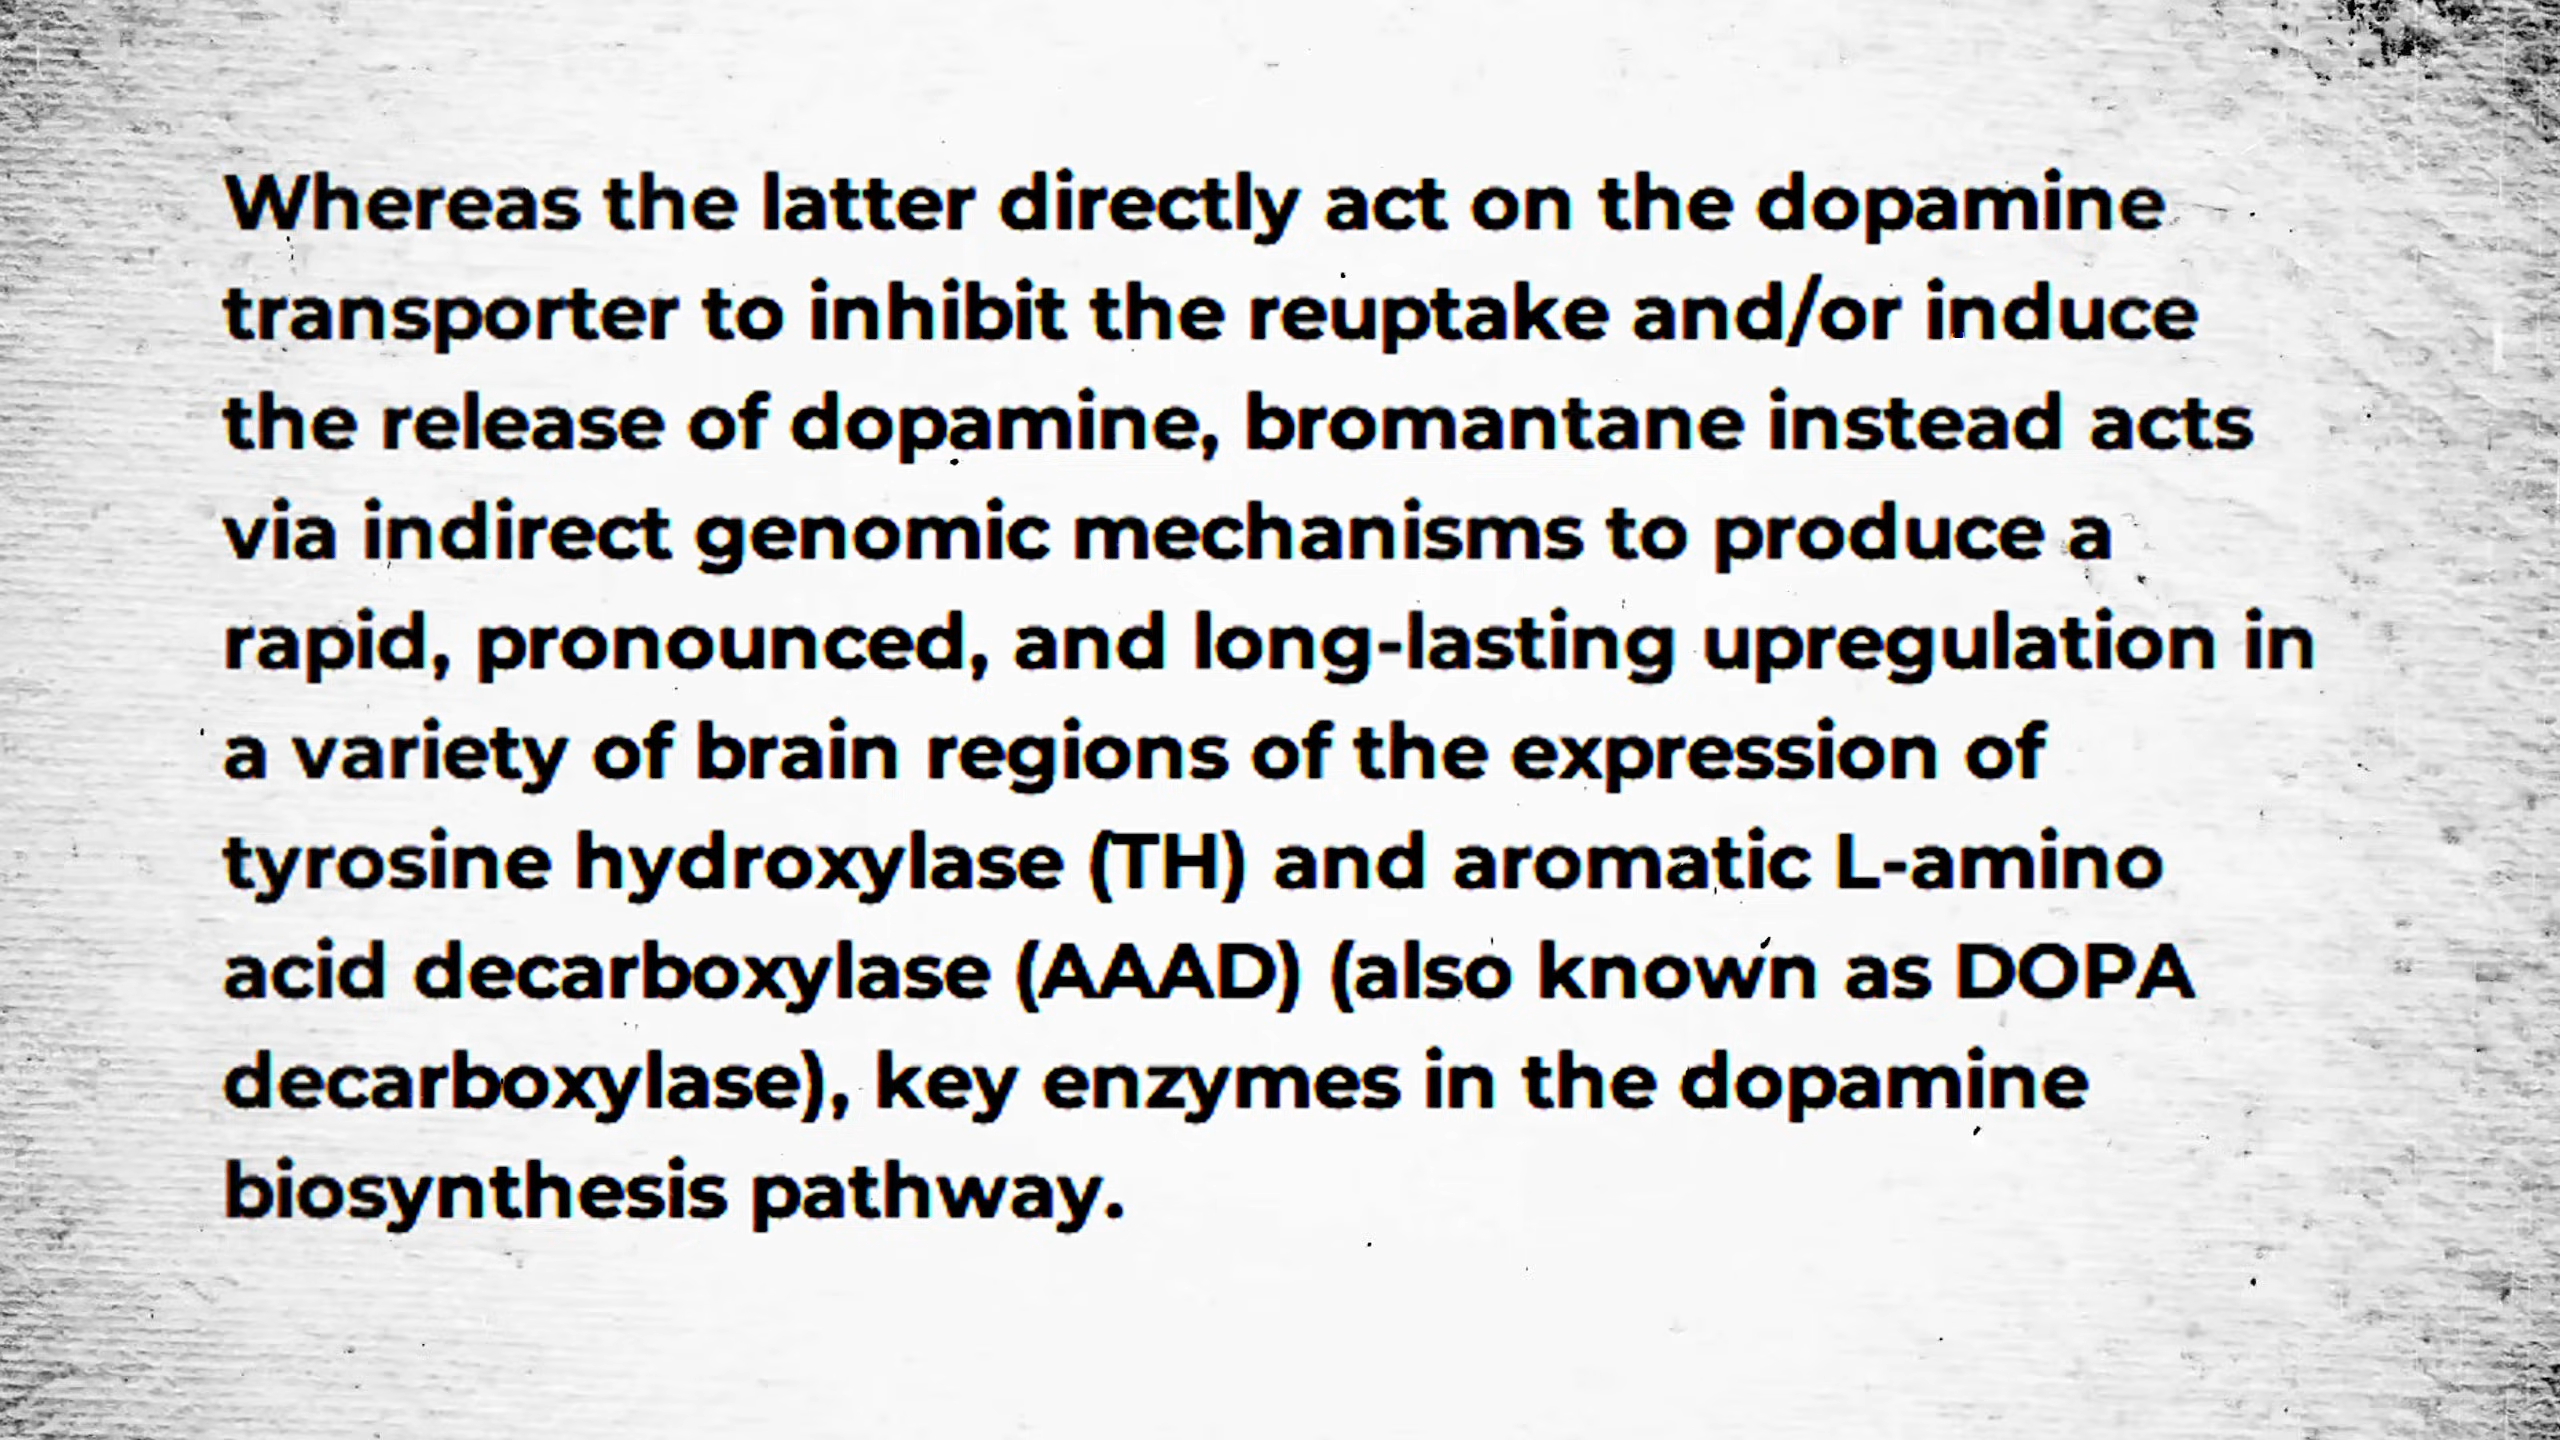 Whereas the latter directly act on the dopamine
transporter to inhibit the reuptake and/or induce
the release of dopamine, bromantane instead acts
via indirect genomic mechanisms to produce a
rapid, pronounced, and long-lasting upregulation in
a variety of brain regions of the expression of
tyrosine hydroxylase (TH) and aromatic L-amino
acid decarboxylase (AAAD) (also known as DOPA
decarboxylase), key enzymes in the dopamine
biosynthesis pathway.